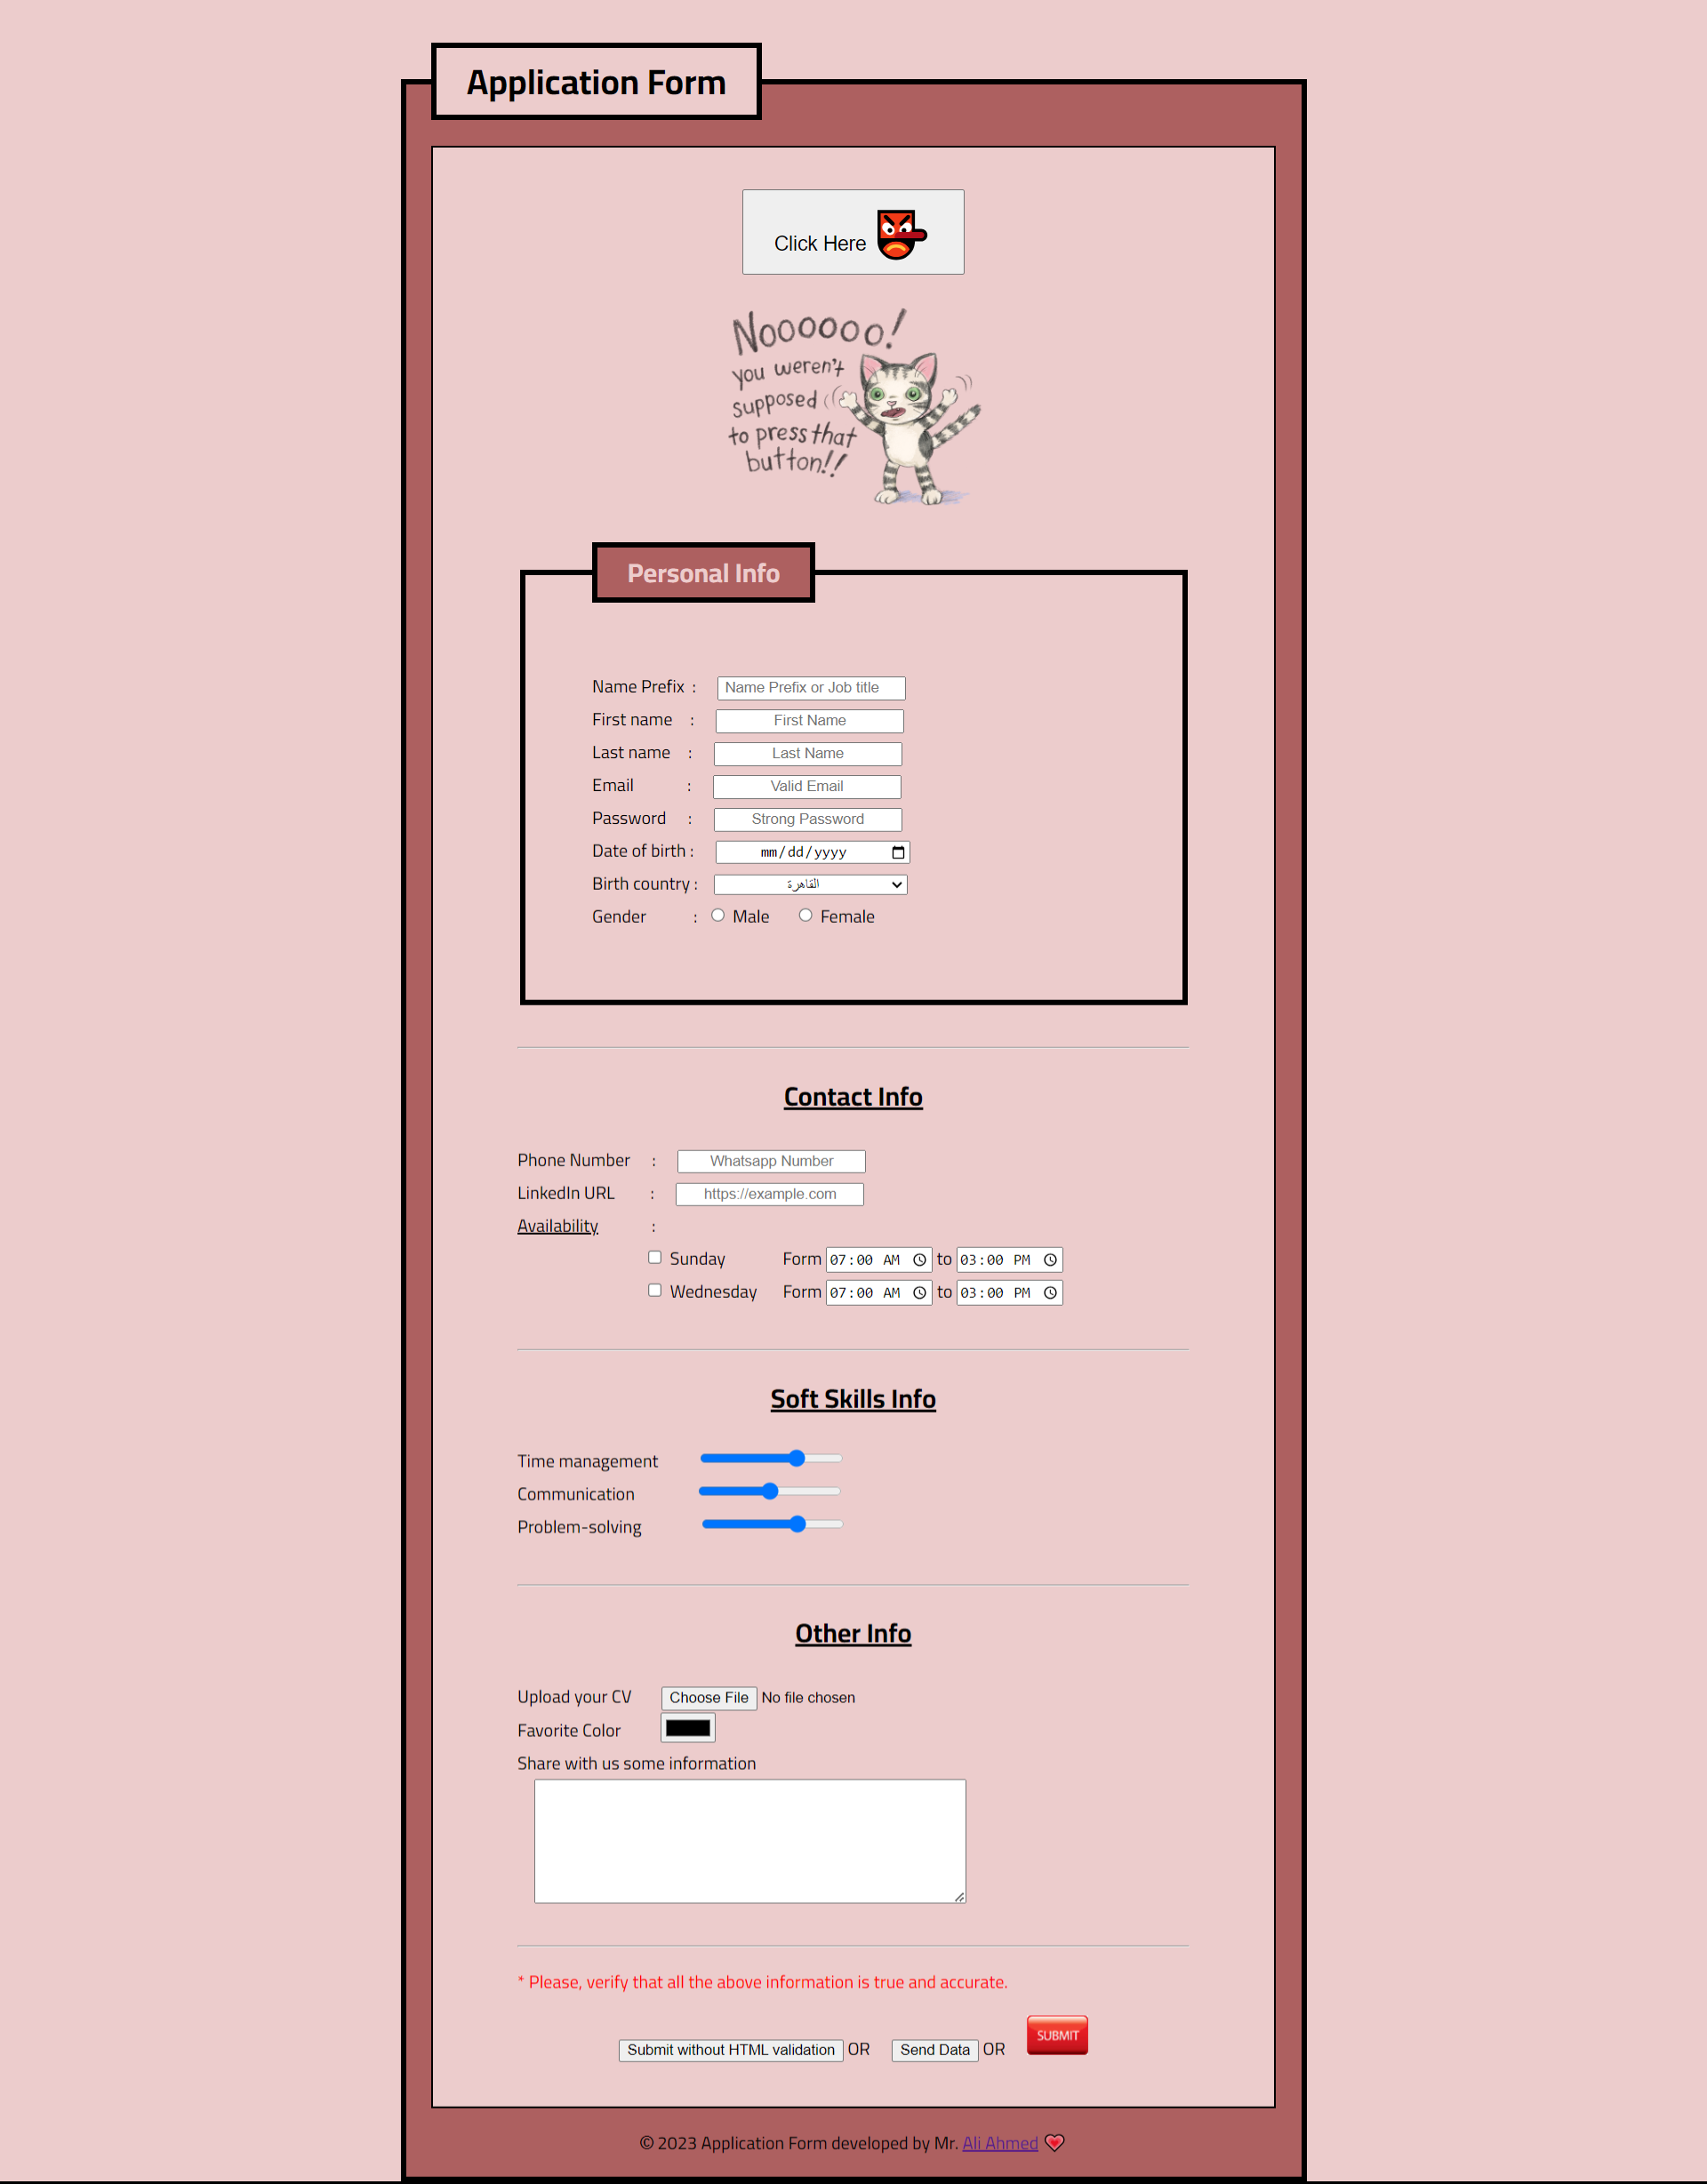 Application Form
Click Here
Noooooo!
you weren't
supposed
to press that
button!!
Personal Info
Name Prefix : Name Prefix or Job title
First name : First Name
Last name : Last Name
Email : Valid Email
Password : Strong Password
Date of birth : mm/dd/yyyy
Birth country : القاهرة
Gender : Male Female
Contact Info
Phone Number : Whatsapp Number
LinkedIn URL : https://example.com
Availability :
Sunday Form 07:00 AM to 03:00 PM
Wednesday Form 07:00 AM to 03:00 PM
Soft Skills Info
Time management
Communication
Problem-solving
Other Info
Upload your CV Choose File No file chosen
Favorite Color
Share with us some information
* Please, verify that all the above information is true and accurate.
Submit without HTML validation OR Send Data OR SUBMIT
© 2023 Application Form developed by Mr. Ali Ahmed